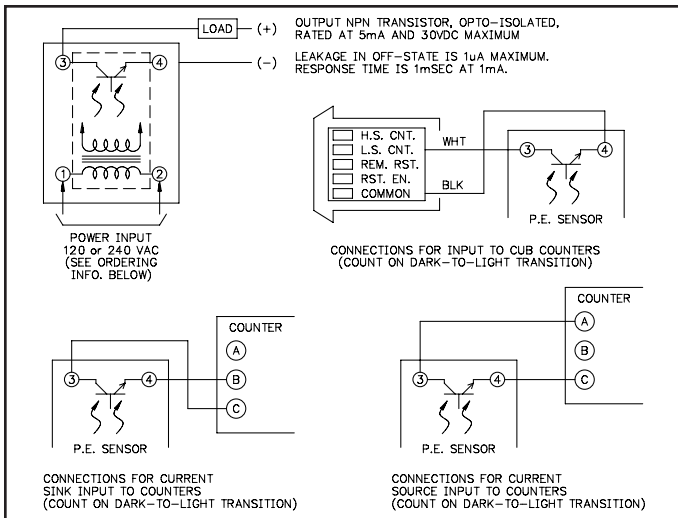 LOAD
(+)
OUTPUT NPN TRANSISTOR, OPTO-ISOLATED,
RATED AT 5mA AND 30VDC MAXIMUM
3
4
(-)
LEAKAGE IN OFF-STATE IS 1uA MAXIMUM.
RESPONSE TIME IS 1mSEC AT 1mA.
1
2
POWER INPUT
120 or 240 VAC
(SEE ORDERING
INFO. BELOW)
H.S. CNT.
L.S. CNT.
REM. RST.
RST. EN.
COMMON
WHT
BLK
3
4
P.E. SENSOR
CONNECTIONS FOR INPUT TO CUB COUNTERS
(COUNT ON DARK-TO-LIGHT TRANSITION)
COUNTER
A
B
C
3
4
P.E. SENSOR
CONNECTIONS FOR CURRENT
SINK INPUT TO COUNTERS
(COUNT ON DARK-TO-LIGHT TRANSITION)
COUNTER
A
B
C
3
4
P.E. SENSOR
CONNECTIONS FOR CURRENT
SOURCE INPUT TO COUNTERS
(COUNT ON DARK-TO-LIGHT TRANSITION)